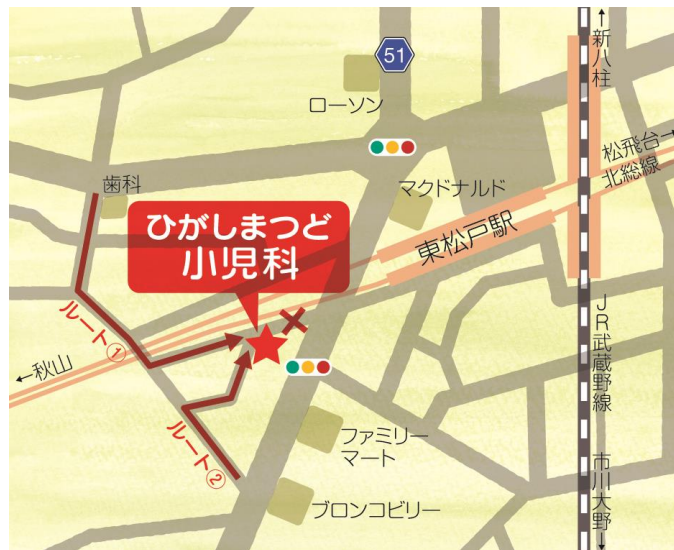 51
ローソン
↑
新八柱
松飛台→
北総線
歯科
マクドナルド
ひがしまつど
小児科
東松戸駅
ルート①
←秋山
JR武蔵野線
ルート②
ファミリー
マート
ブロンコビリー
市川大野
↓